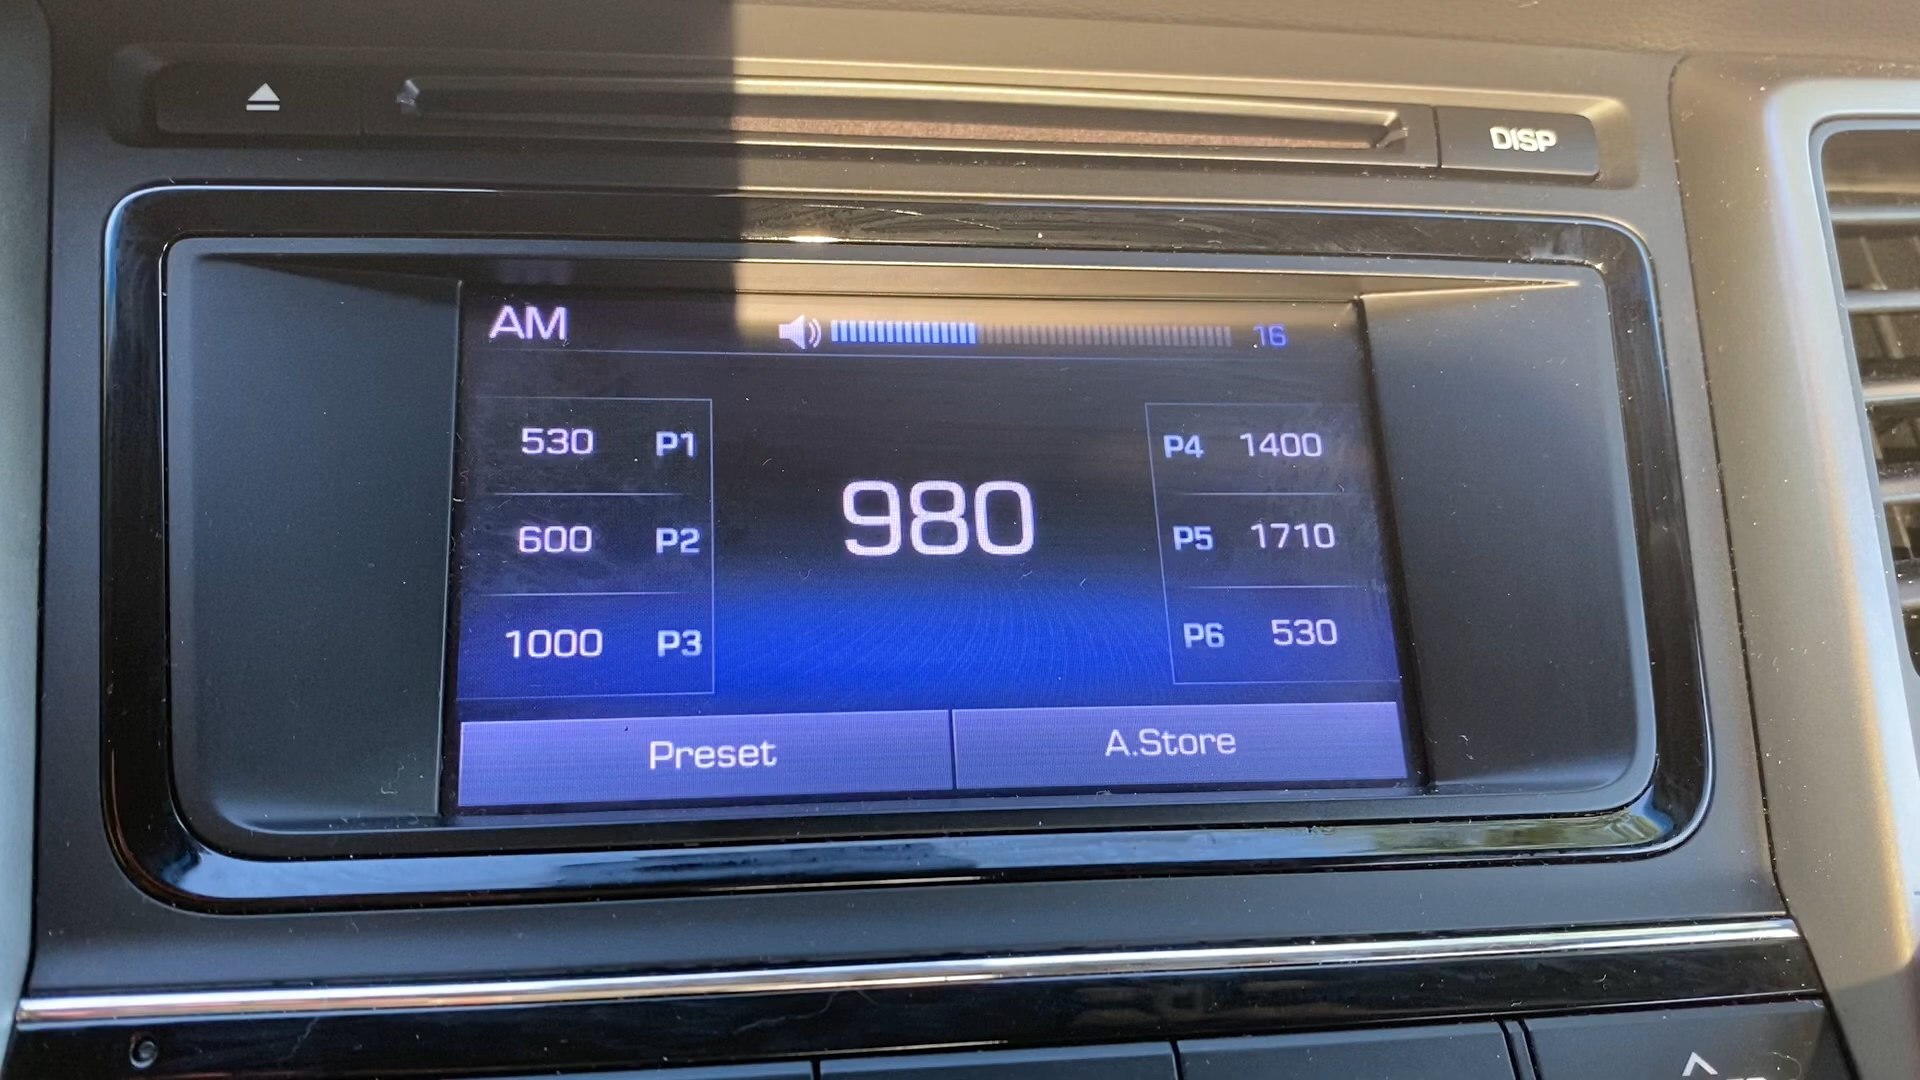 DISP
AM 16
530 P1
600 P2
1000 P3
980
P4 1400
P5 1710
P6 530
Preset
A.Store